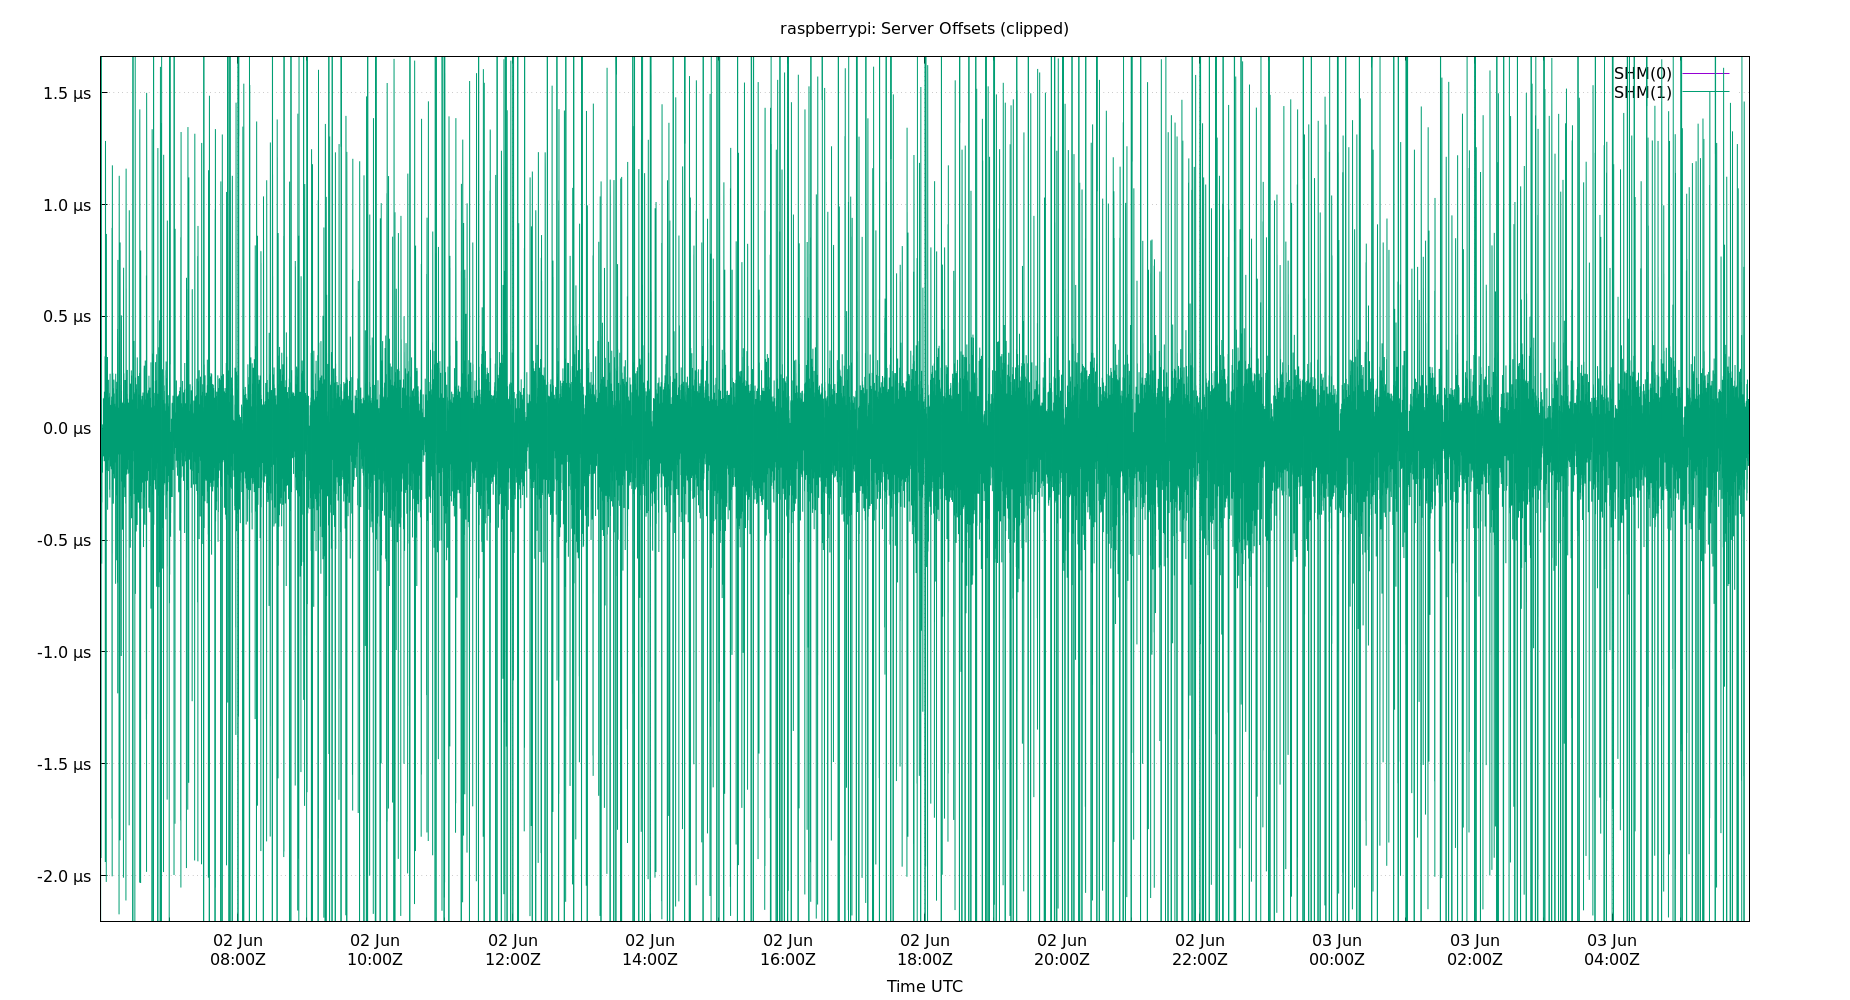 raspberrypi: Server Offsets (clipped)
SHM(0)
SHM(1)
1.5 µs
1.0 µs
0.5 µs
0.0 µs
-0.5 µs
-1.0 µs
-1.5 µs
-2.0 µs
02 Jun 02 Jun 02 Jun 02 Jun 02 Jun 02 Jun 02 Jun 02 Jun 03 Jun 03 Jun 03 Jun
08:00Z 10:00Z 12:00Z 14:00Z 16:00Z 18:00Z 20:00Z 22:00Z 00:00Z 02:00Z 04:00Z
Time UTC